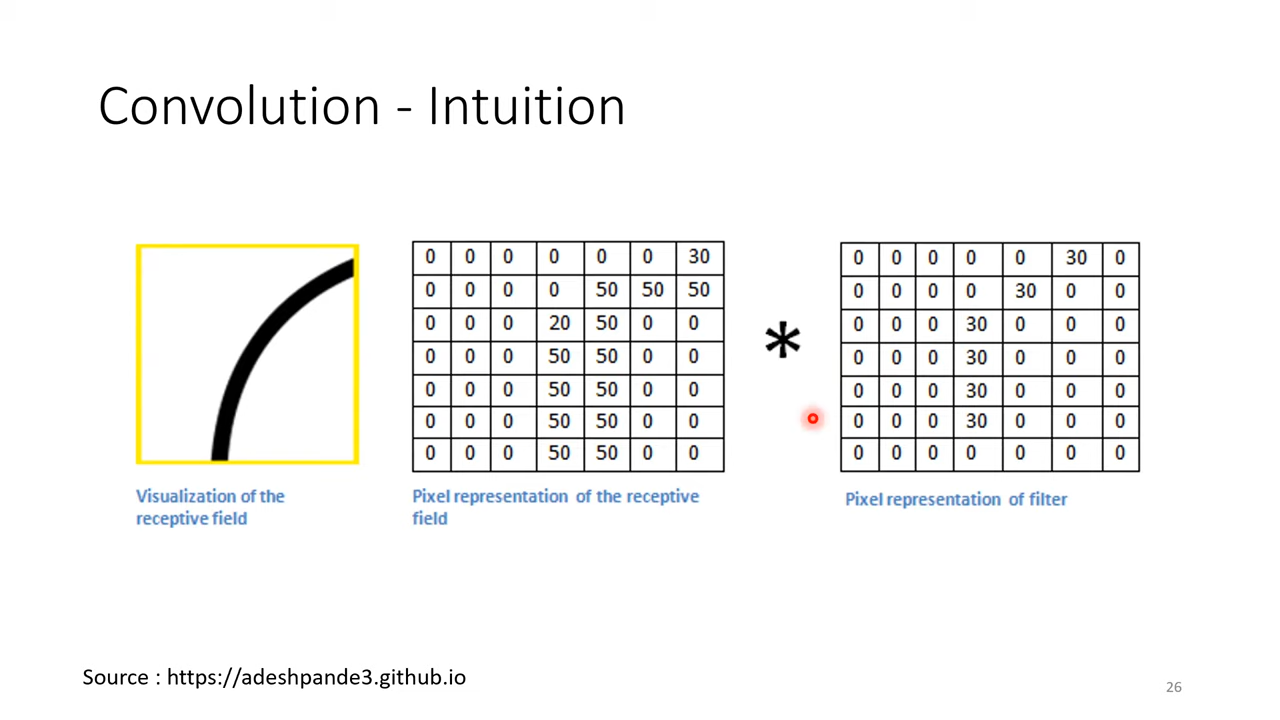 Convolution - Intuition
0 0 0 0 0 0 30
0 0 0 0 50 50 50
0 0 0 20 50 0 0
0 0 0 50 50 0 0
0 0 0 50 50 0 0
0 0 0 50 50 0 0
0 0 0 50 50 0 0
*
0 0 0 0 0 30 0
0 0 0 0 30 0 0
0 0 0 30 0 0 0
0 0 0 30 0 0 0
0 0 0 30 0 0 0
0 0 0 30 0 0 0
0 0 0 0 0 0 0
Visualization of the
receptive field
Pixel representation of the receptive
field
Pixel representation of filter
Source : https://adeshpande3.github.io
26